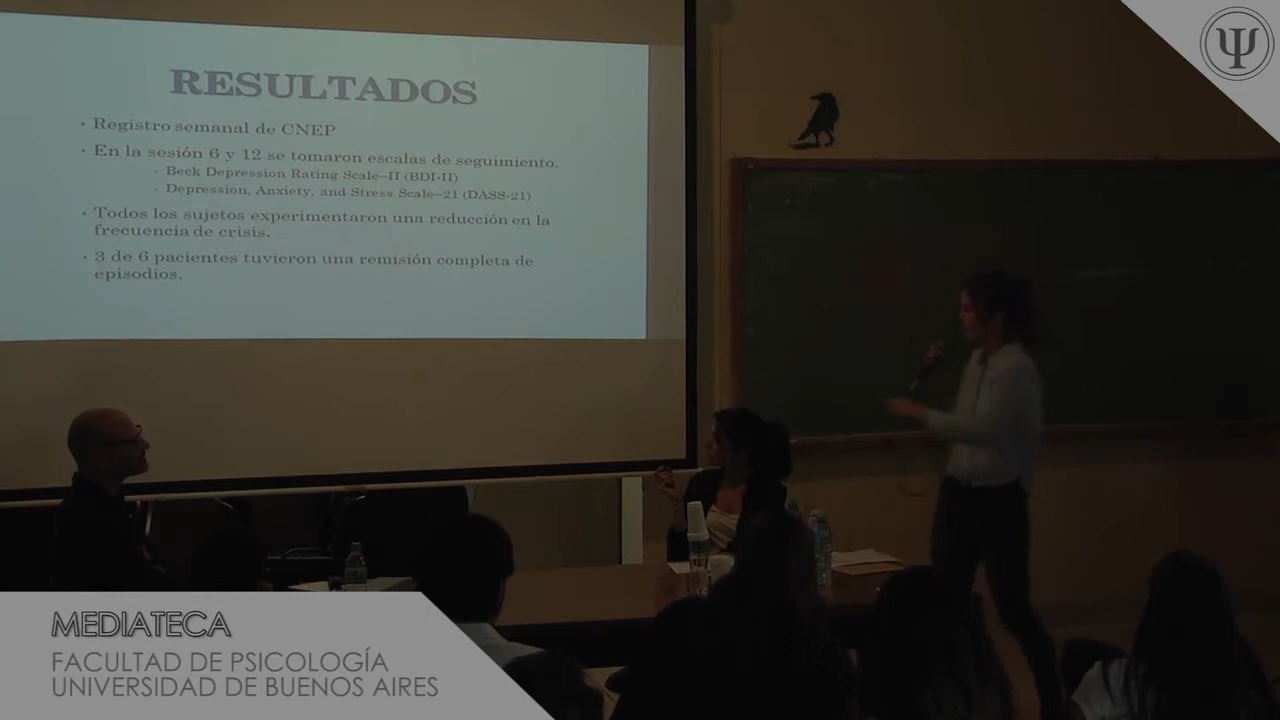 RESULTADOS
· Registro semanal de CNEP
· En la sesión 6 y 12 se tomaron escalas de seguimiento.
· Beck Depression Rating Scale–II (BDI-II)
· Depression, Anxiety, and Stress Scale–21 (DASS-21)
· Todos los sujetos experimentaron una reducción en la
frecuencia de crisis.
· 3 de 6 pacientes tuvieron una remisión completa de
episodios.
MEDIATECA
FACULTAD DE PSICOLOGÍA
UNIVERSIDAD DE BUENOS AIRES